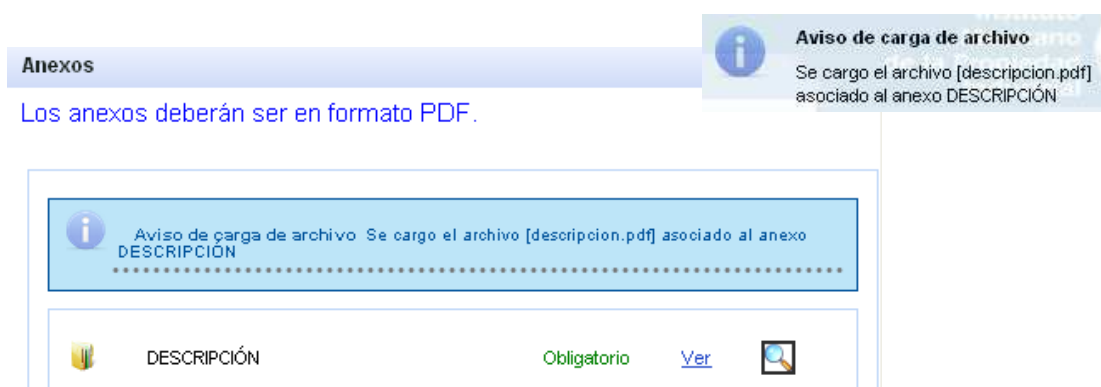 Aviso de carga de archivo
Se cargo el archivo [descripcion.pdf]
asociado al anexo DESCRIPCIÓN
Anexos
Los anexos deberán ser en formato PDF.
Aviso de carga de archivo Se cargo el archivo [descripcion.pdf] asociado al anexo
DESCRIPCIÓN
DESCRIPCIÓN Obligatorio Ver